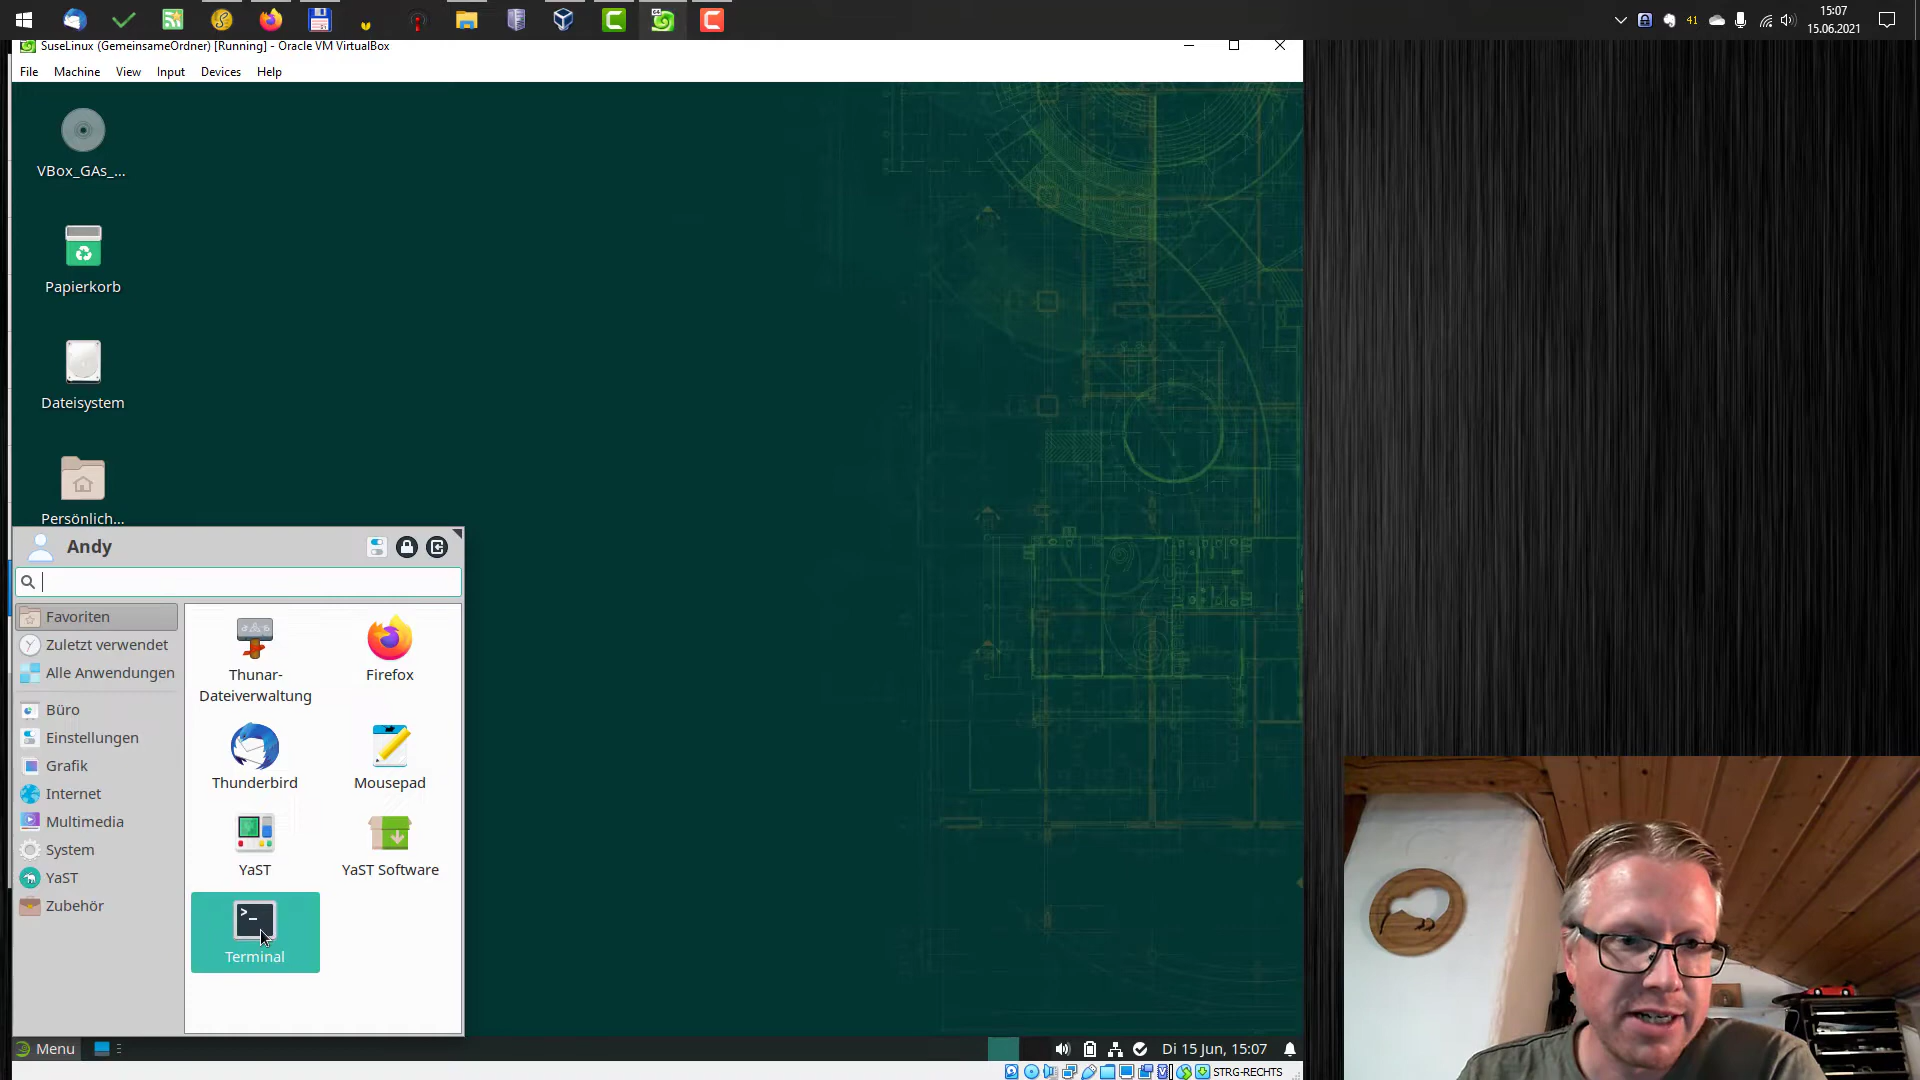 41
15:07
15.06.2021
SuseLinux (GemeinsameOrdner) [Running] - Oracle VM VirtualBox
File Machine View Input Devices Help
VBox_GAs_...
Papierkorb
Dateisystem
Persönlich...
Andy
Favoriten
Zuletzt verwendet
Alle Anwendungen
Büro
Einstellungen
Grafik
Internet
Multimedia
System
YaST
Zubehör
Thunar-
Dateiverwaltung
Firefox
Thunderbird
Mousepad
YaST
YaST Software
>_
Terminal
Menu
Di 15 Jun, 15:07
STRG-RECHTS